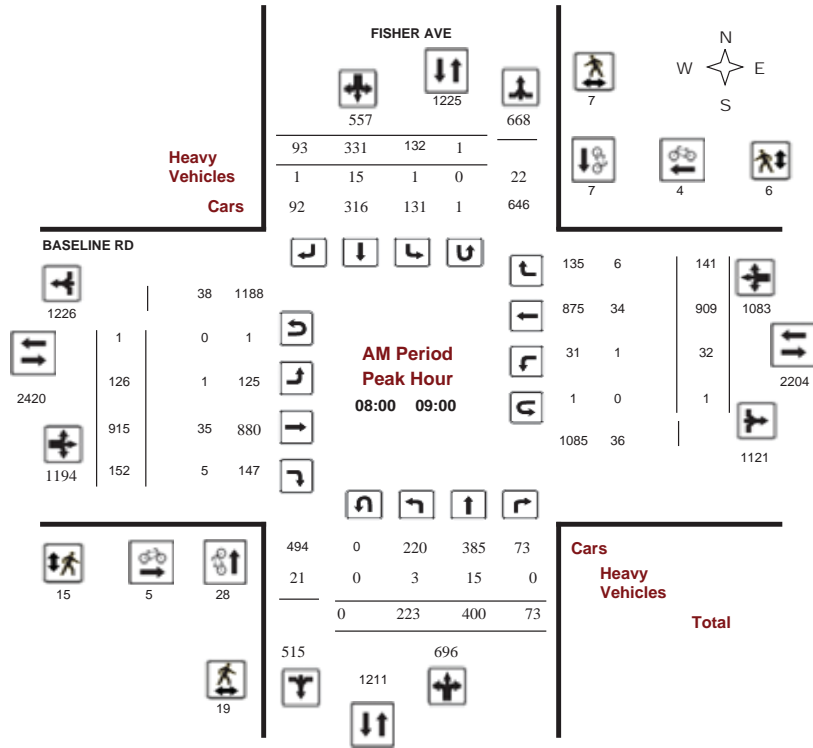 FISHER AVE
N
W E
S
1225
7
557 668
93 331 132 1
Heavy
Vehicles
1 15 1 0 22
7 4 6
Cars
92 316 131 1 646
BASELINE RD
135 6 141
1226
38 1188
1083
875 34 909
1 0 1
AM Period
Peak Hour
31 1 32
2204
2420
126 1 125
08:00 09:00
1 0 1
915 35 880
1085 36
1121
1194
152 5 147
494 0 220 385 73
Cars
21 0 3 15 0
Heavy
Vehicles
15 5 28
0 223 400 73
Total
515 696
1211
19